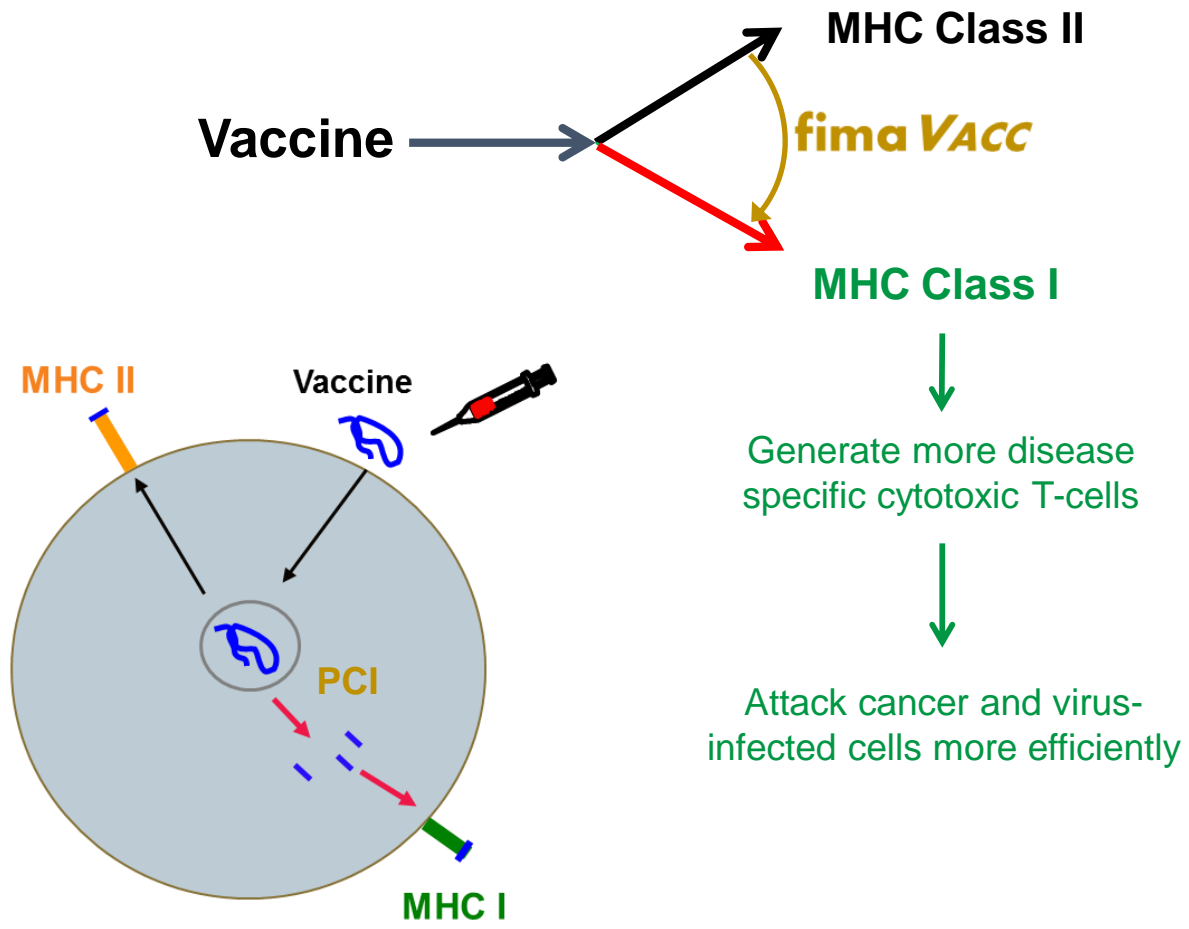 MHC Class II
Vaccine
fima VACC
MHC Class I
MHC II
Vaccine
Generate more disease
specific cytotoxic T-cells
PCI
Attack cancer and virus-
infected cells more efficiently
MHC I